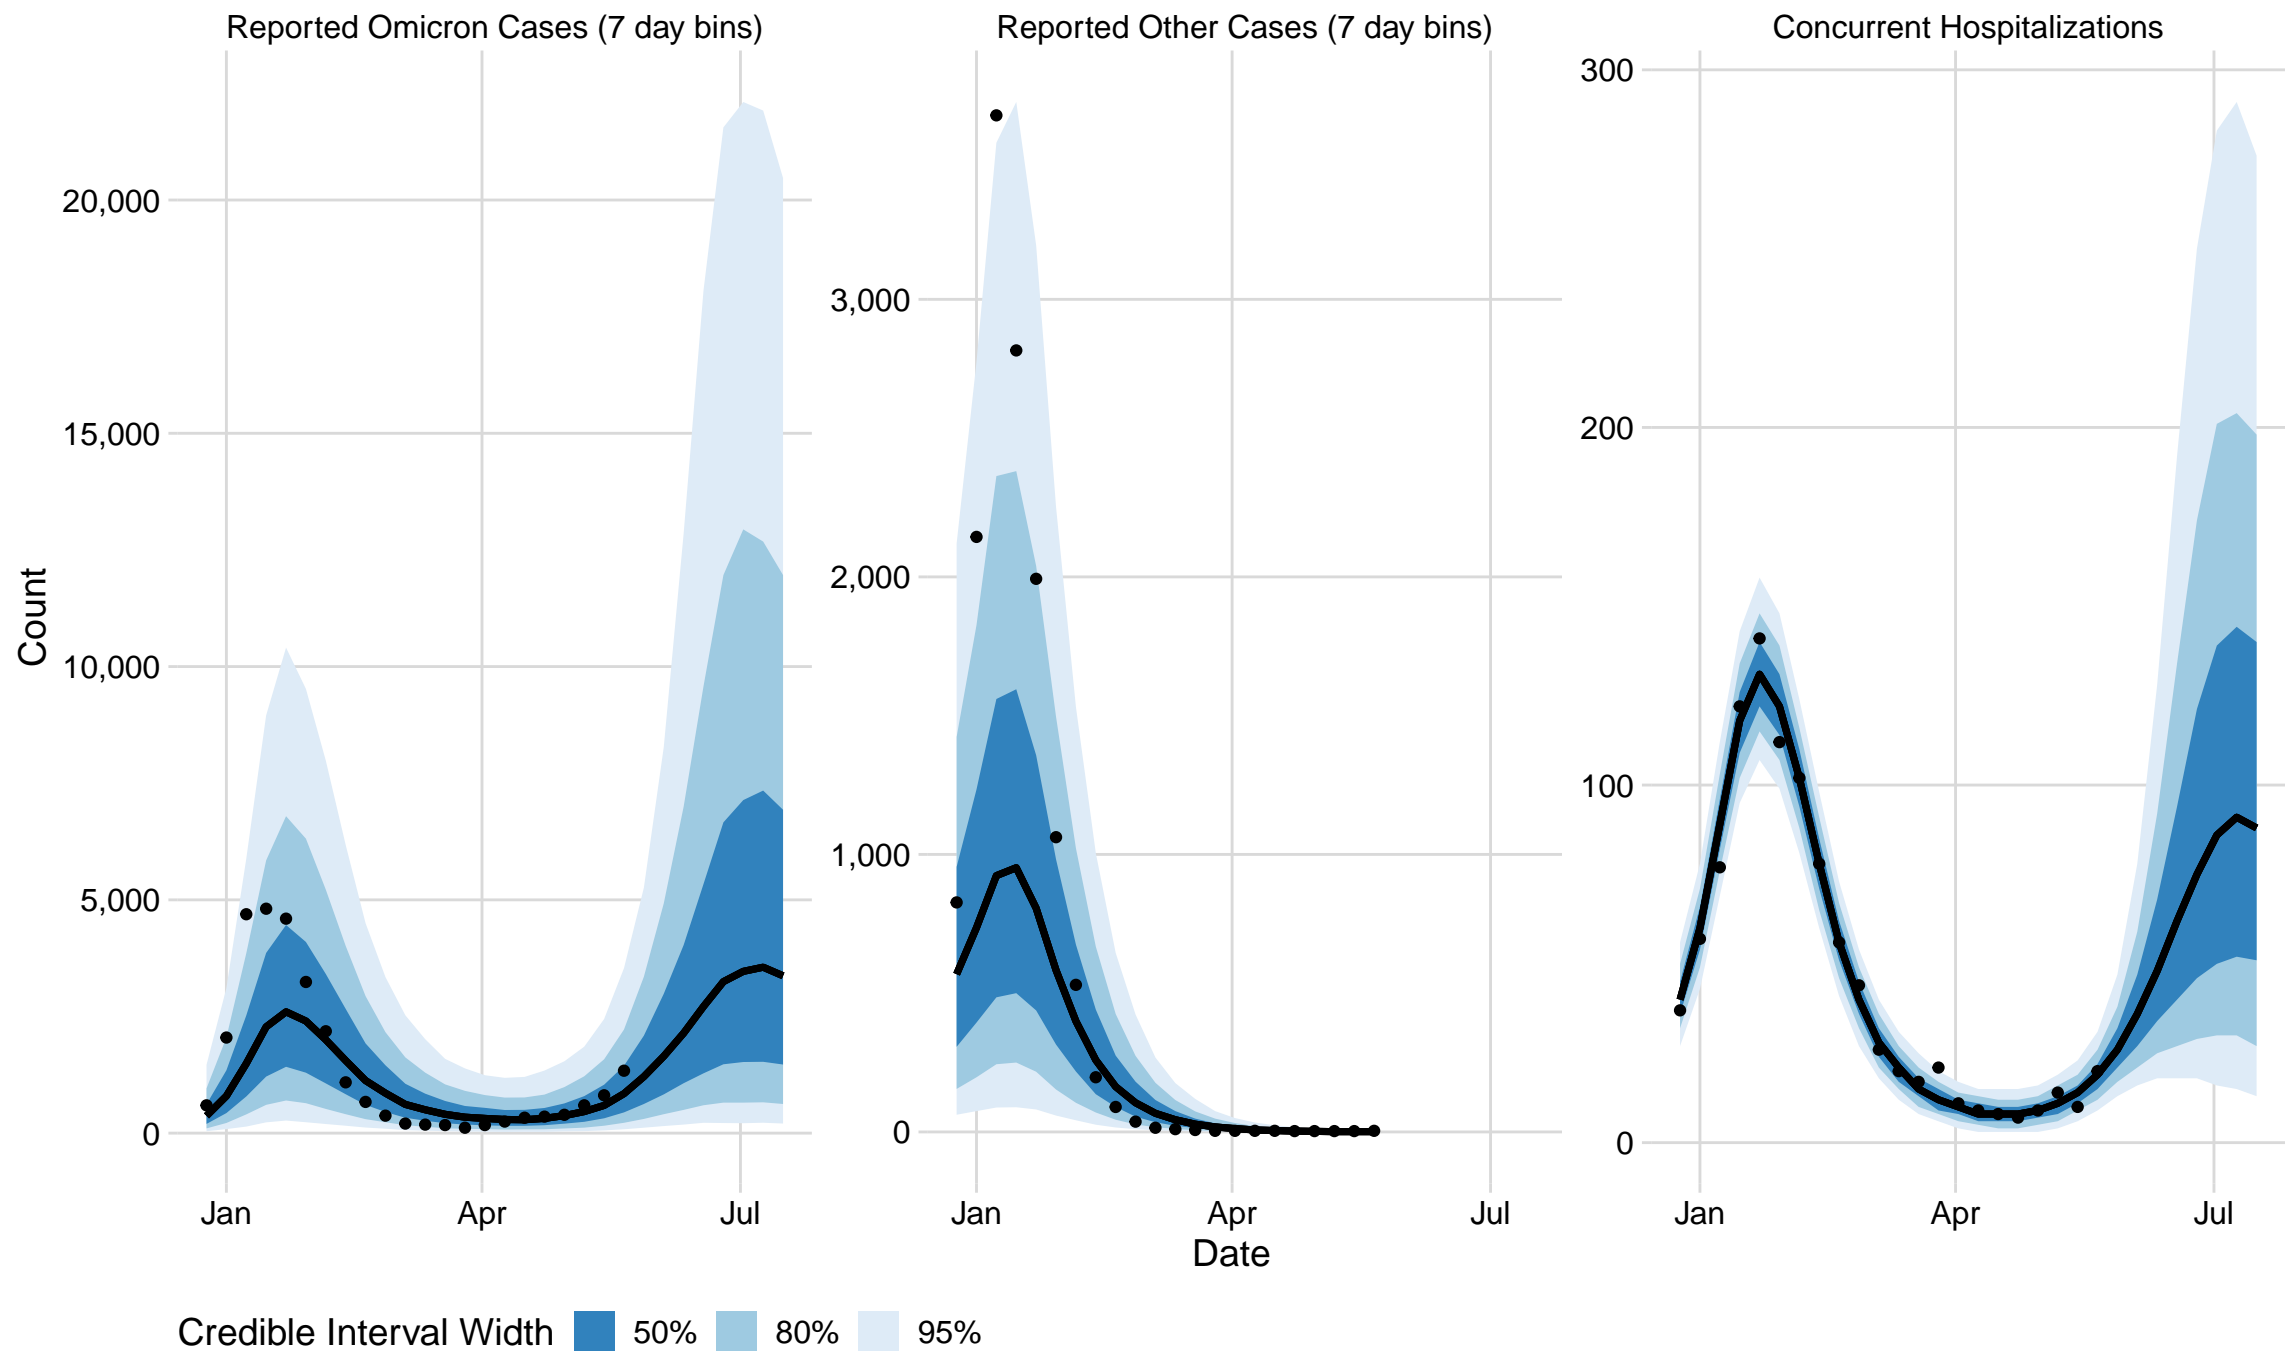 Reported Omicron Cases (7 day bins)
Reported Other Cases (7 day bins)
Concurrent Hospitalizations
Count
20,000
15,000
10,000
5,000
0
Jan
Apr
Jul
3,000
2,000
1,000
0
Jan
Apr
Jul
300
200
100
0
Jan
Apr
Jul
Date
Credible Interval Width 50% 80% 95%